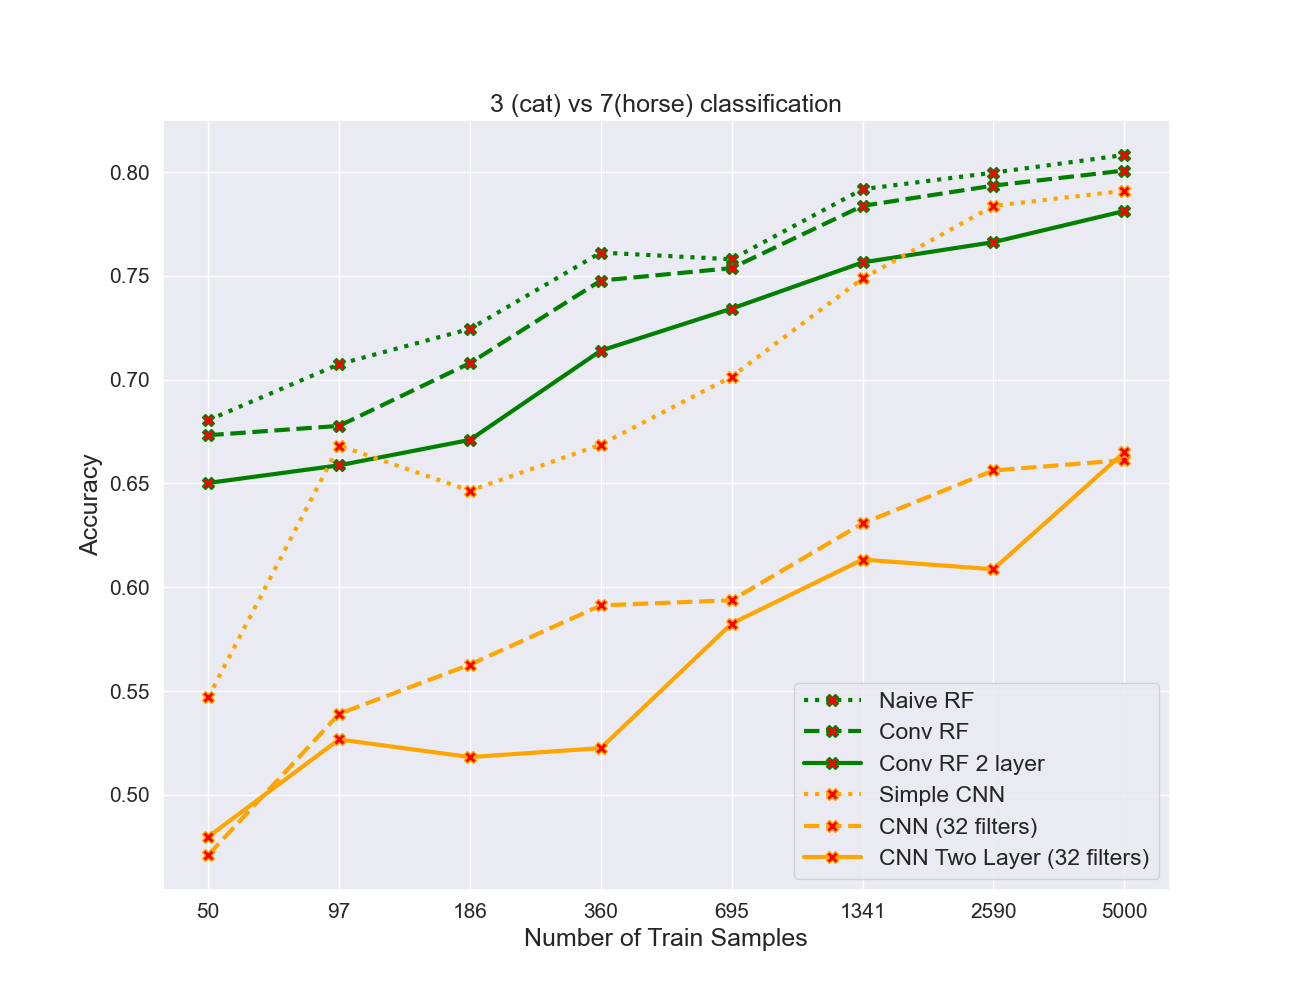 3 (cat) vs 7(horse) classification
Accuracy
0.80
0.75
0.70
0.65
0.60
0.55
0.50
Naive RF
Conv RF
Conv RF 2 layer
Simple CNN
CNN (32 filters)
CNN Two Layer (32 filters)
50 97 186 360 695 1341 2590 5000
Number of Train Samples